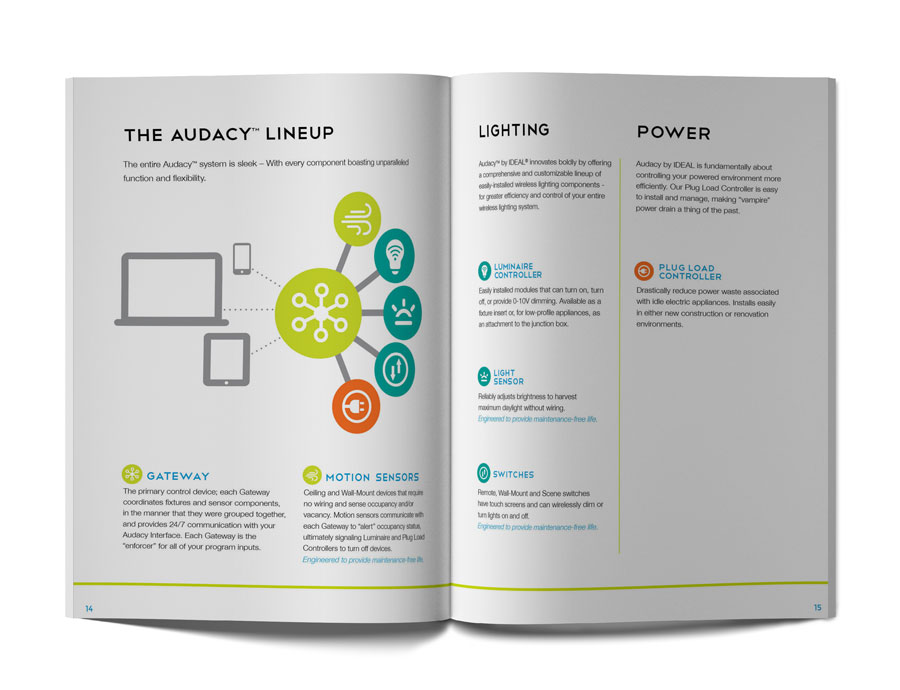 THE AUDACY™ LINEUP
The entire Audacy™ system is sleek – With every component boasting unparalleled
function and flexibility.
GATEWAY
The primary control device; each Gateway
coordinates fixtures and sensor components,
in the manner that they were grouped together,
and provides 24/7 communication with your
Audacy Interface. Each Gateway is the
"enforcer" for all of your program inputs.
MOTION SENSORS
Ceiling and Wall-Mount devices that require
no wiring and sense occupancy and/or
vacancy. Motion sensors communicate with
each Gateway to "alert" occupancy status,
ultimately signaling Luminaire and Plug Load
Controllers to turn off devices.
Engineered to provide maintenance-free life.
14
LIGHTING
Audacy™ by IDEAL® innovates boldly by offering
a comprehensive and customizable lineup of
easily-installed wireless lighting components -
for greater efficiency and control of your entire
wireless lighting system.
LUMINAIRE
CONTROLLER
Easily installed modules that can turn on, turn
off, or provide 0-10V dimming. Available as a
fixture insert or, for low-profile appliances, as
an attachment to the junction box.
LIGHT
SENSOR
Reliably adjusts brightness to harvest
maximum daylight without wiring.
Engineered to provide maintenance-free life.
SWITCHES
Remote, Wall-Mount and Scene switches
have touch screens and can wirelessly dim or
turn lights on and off.
Engineered to provide maintenance-free life.
POWER
Audacy by IDEAL is fundamentally about
controlling your powered environment more
efficiently. Our Plug Load Controller is easy
to install and manage, making "vampire"
power drain a thing of the past.
PLUG LOAD
CONTROLLER
Drastically reduce power waste associated
with idle electric appliances. Installs easily
in either new construction or renovation
environments.
15